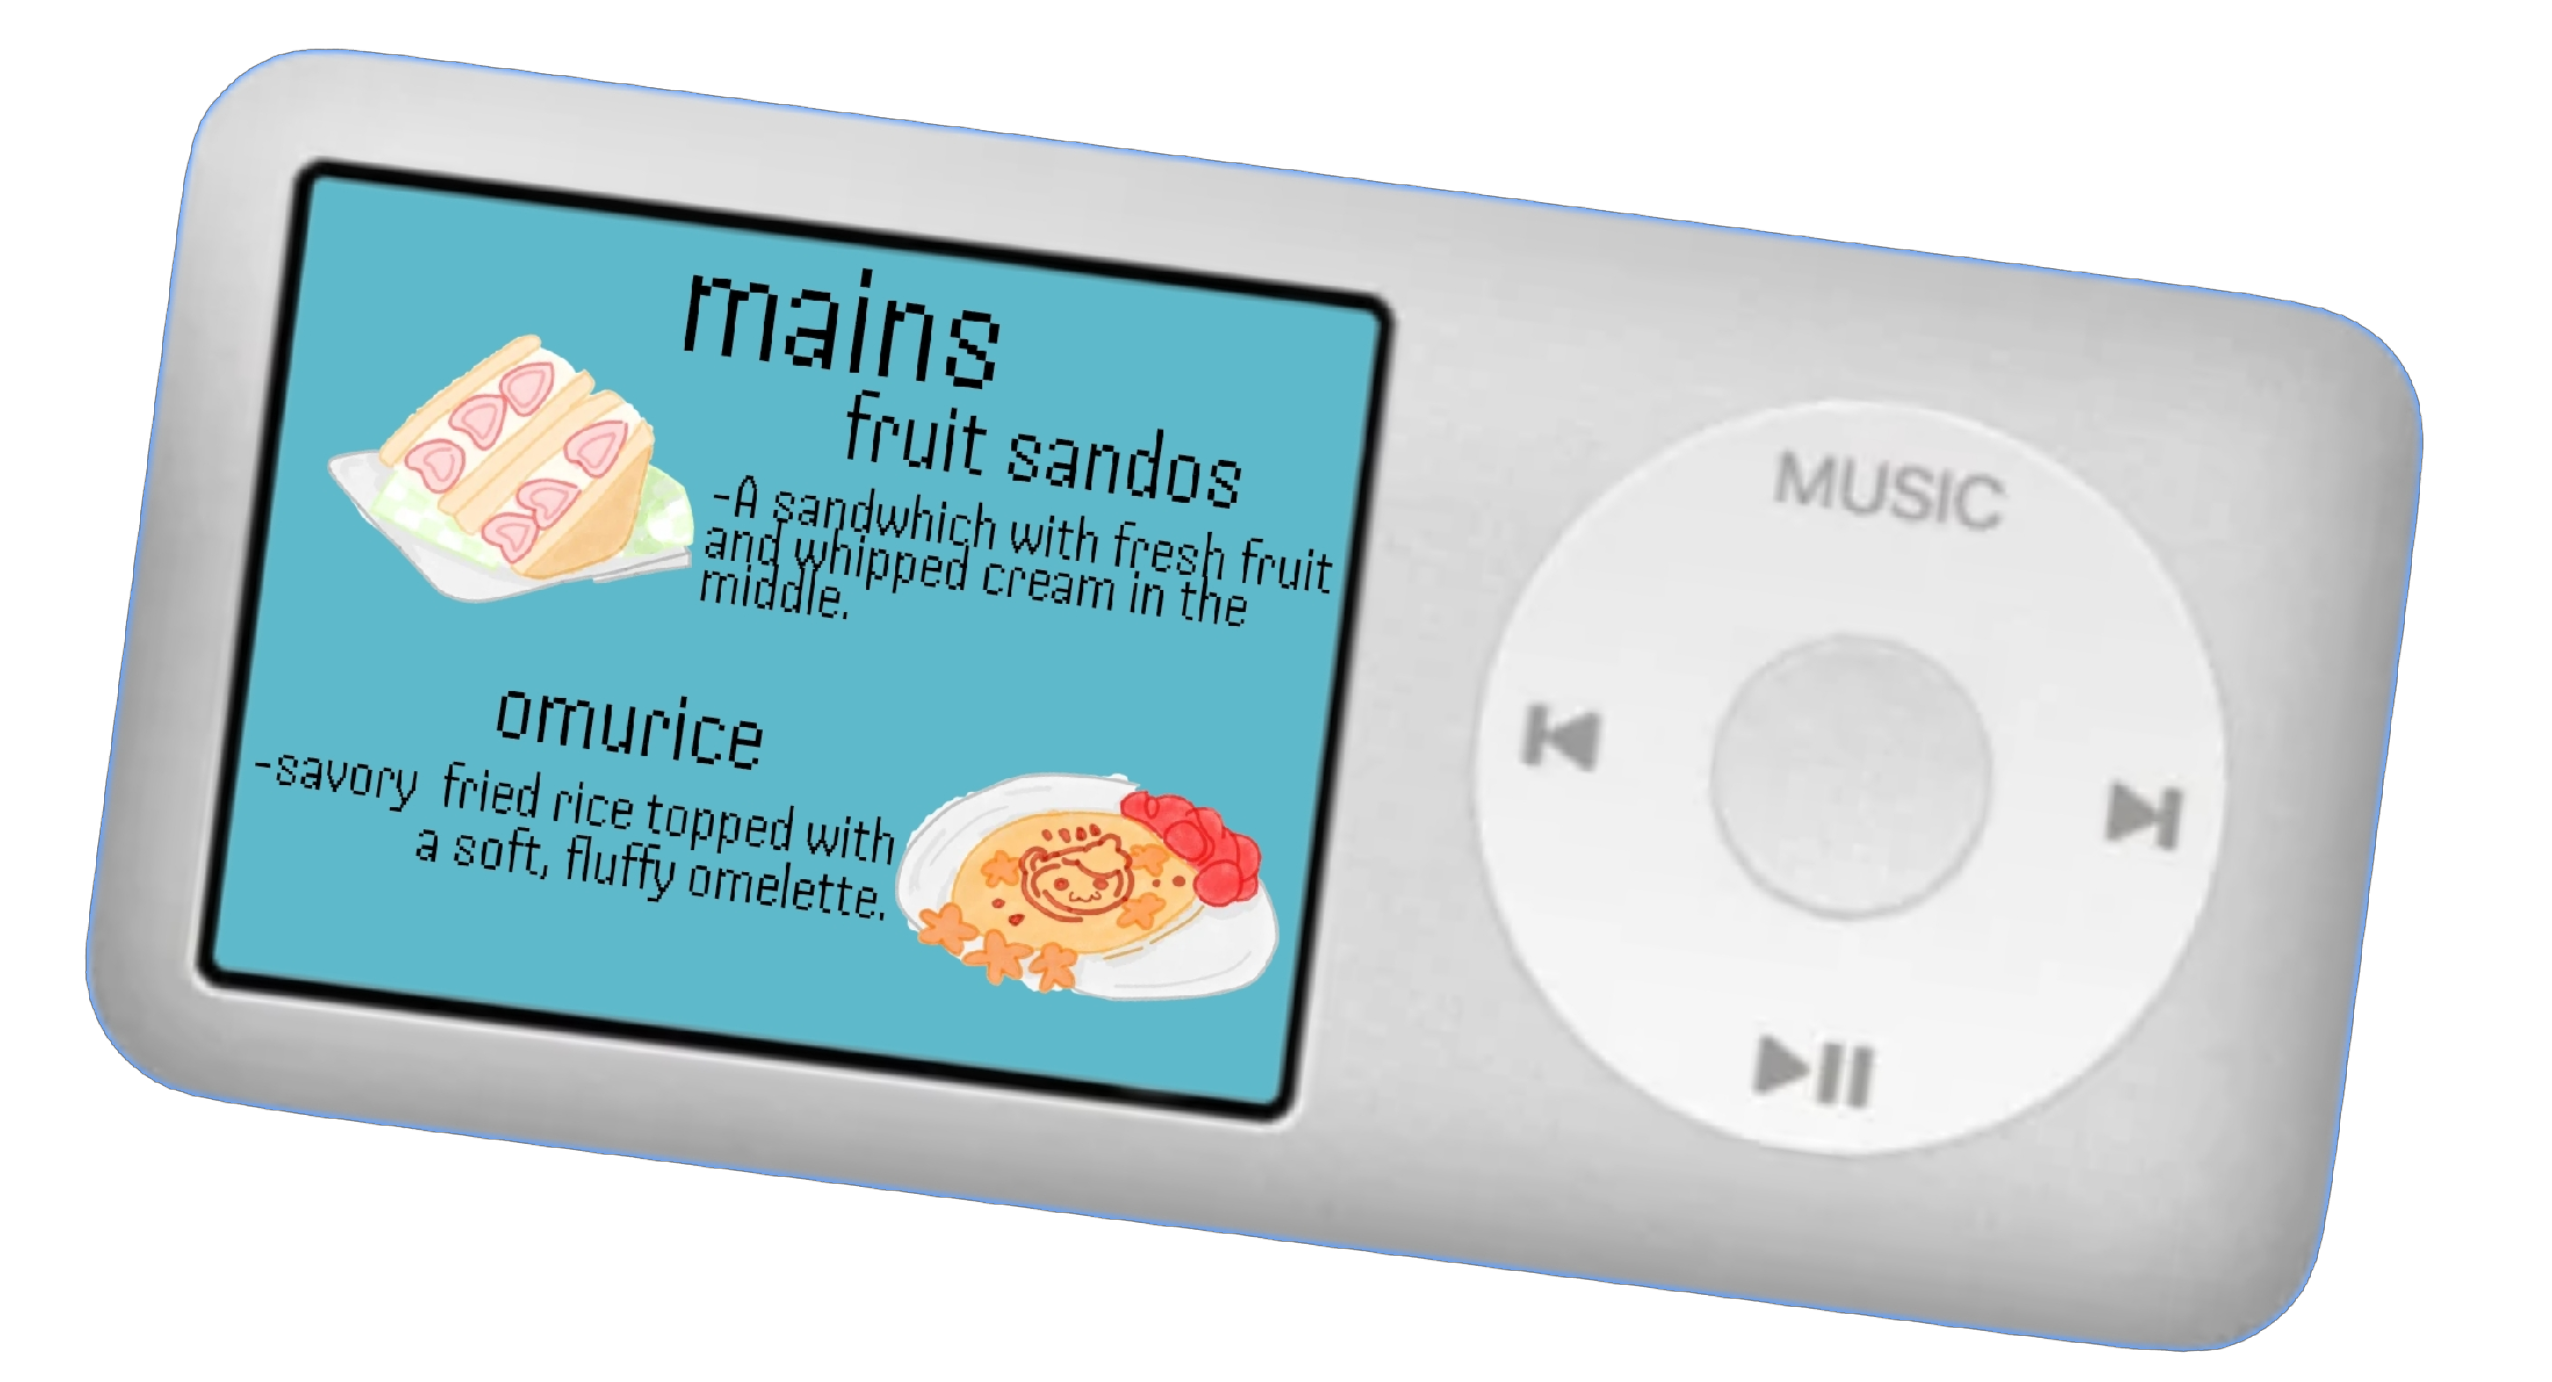 mains
fruit sandos
-A sandwhich with fresh fruit
and whipped cream in the
middle.
omurice
-savory fried rice topped with
a soft, fluffy omelette.
MUSIC